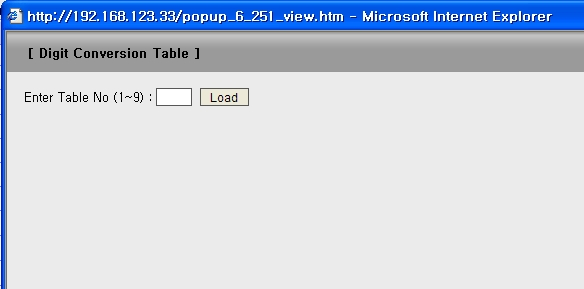 http://192.168.123.33/popup_6_251_view.htm - Microsoft Internet Explorer
[ Digit Conversion Table ]
Enter Table No (1~9) : Load